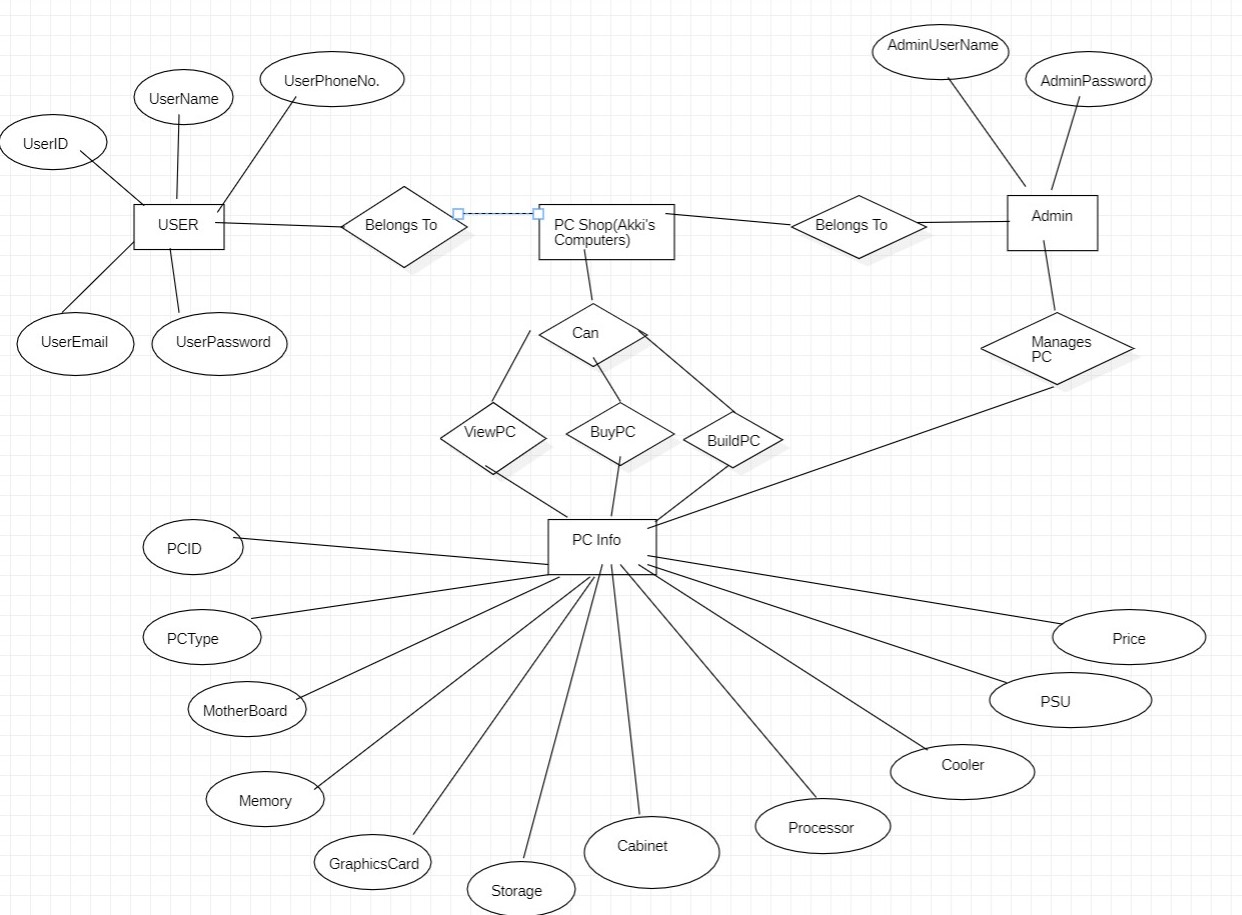 AdminUserName
UserPhoneNo.
AdminPassword
UserName
UserID
USER
Belongs To
PC Shop(Akki's
Computers)
Belongs To
Admin
UserEmail
UserPassword
Can
Manages
PC
ViewPC
BuyPC
BuildPC
PC Info
PCID
PCType
Price
MotherBoard
PSU
Cooler
Memory
Processor
Cabinet
GraphicsCard
Storage